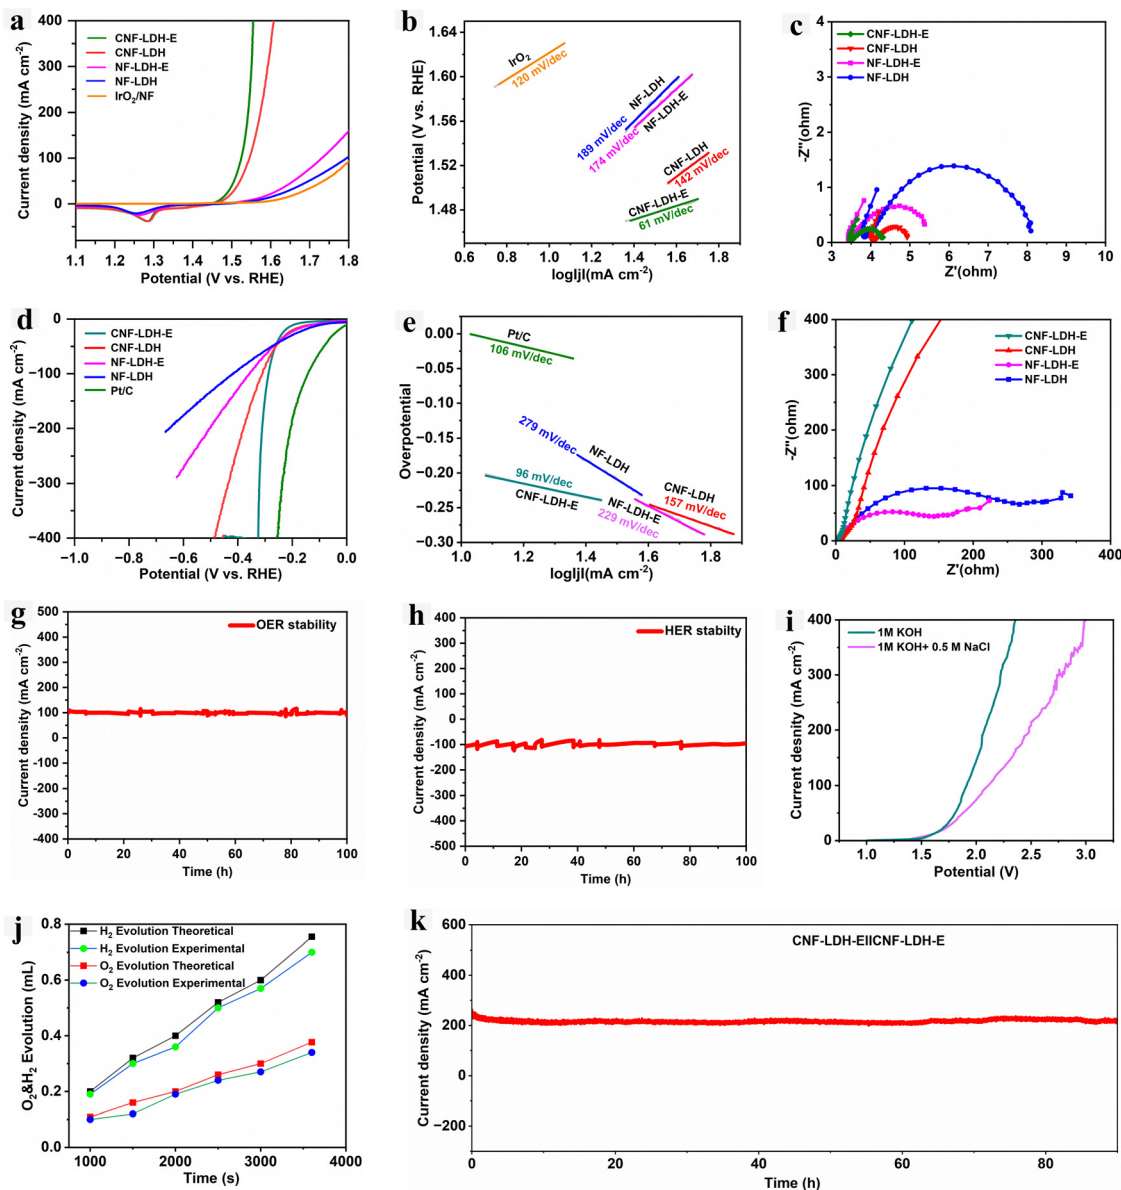 a
Current density (mA cm⁻²)
400
300
200
100
0
CNF-LDH-E
CNF-LDH
NF-LDH-E
NF-LDH
IrO₂/NF
1.1 1.2 1.3 1.4 1.5 1.6 1.7 1.8
Potential (V vs. RHE)
b
Potential (V vs. RHE)
1.64
1.60
1.56
1.52
1.48
IrO₂
120 mV/dec
NF-LDH
189 mV/dec
NF-LDH-E
174 mV/dec
CNF-LDH
142 mV/dec
CNF-LDH-E
61 mV/dec
0.6 0.8 1.0 1.2 1.4 1.6 1.8 2.0
logIjI(mA cm⁻²)
c
-Z"(ohm)
4
3
2
1
0
CNF-LDH-E
CNF-LDH
NF-LDH-E
NF-LDH
3 4 5 6 7 8 9 10
Z'(ohm)
d
Current density (mA cm⁻²)
0
−100
−200
−300
−400
CNF-LDH-E
CNF-LDH
NF-LDH-E
NF-LDH
Pt/C
−1.0 −0.8 −0.6 −0.4 −0.2 0.0
Potential (V vs. RHE)
e
Overpotential
0.00
−0.05
−0.10
−0.15
−0.20
−0.25
−0.30
Pt/C
106 mV/dec
279 mV/dec
NF-LDH
96 mV/dec
CNF-LDH-E
NF-LDH-E
229 mV/dec
CNF-LDH
157 mV/dec
1.0 1.2 1.4 1.6 1.8
logIjI(mA cm⁻²)
f
-Z''(ohm)
400
300
200
100
0
CNF-LDH-E
CNF-LDH
NF-LDH-E
NF-LDH
0 100 200 300 400
Z'(ohm)
g
Current density (mA cm⁻²)
500
400
300
200
100
0
-100
-200
-300
-400
OER stability
0 20 40 60 80 100
Time (h)
h
Current density (mA cm⁻²)
400
300
200
100
0
-100
-200
-300
-400
-500
HER stabilty
0 20 40 60 80 100
Time (h)
i
Current desnity (mA cm⁻²)
400
300
200
100
0
1M KOH
1M KOH+ 0.5 M NaCl
1.0 1.5 2.0 2.5 3.0
Potential (V)
j
O₂&H₂ Evolution (mL)
0.8
0.6
0.4
0.2
0.0
H₂ Evolution Theoretical
H₂ Evolution Experimental
O₂ Evolution Theoretical
O₂ Evolution Experimental
1000 2000 3000 4000
Time (s)
k
Current density (mA cm⁻²)
600
400
200
0
−200
CNF-LDH-EIICNF-LDH-E
0 20 40 60 80
Time (h)